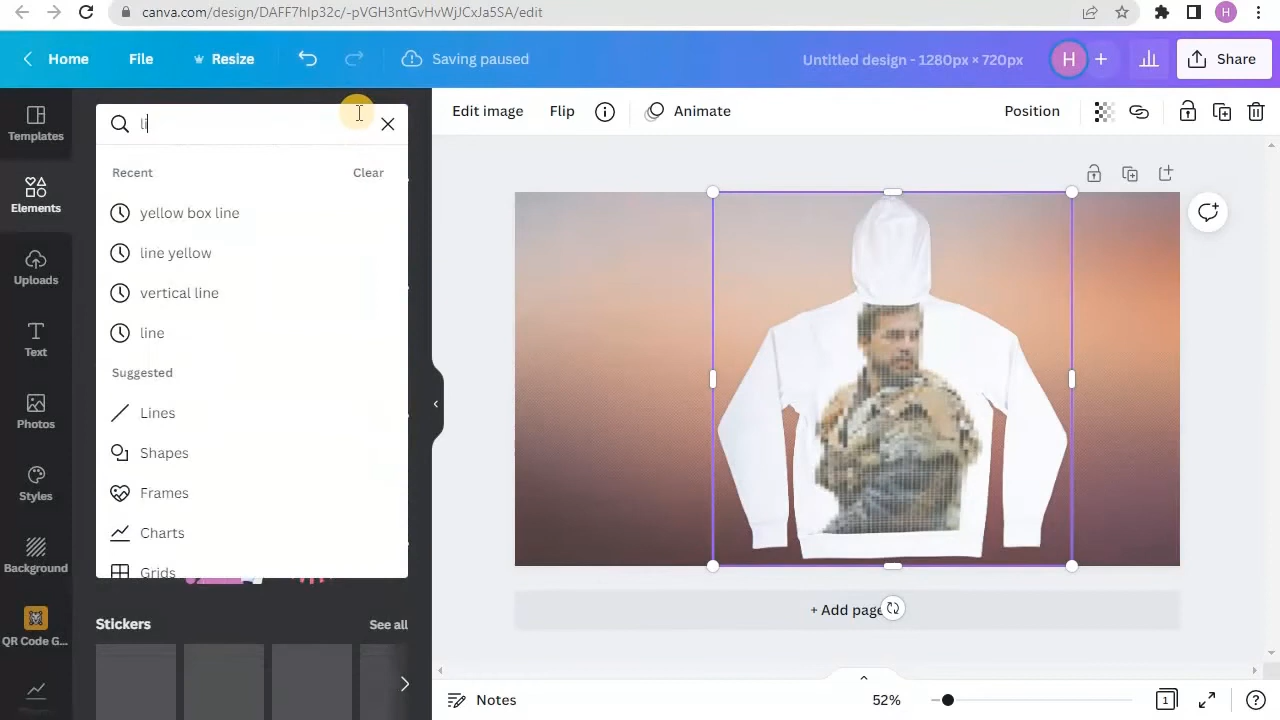 canva.com/design/DAFF7hIp32c/-pVGH3ntGvHvWjJCxJa5SA/edit
H
Home
File
Resize
Saving paused
Untitled design - 1280px × 720px
H
+
Share
Templates
Elements
Uploads
Text
Photos
Styles
Background
QR Code G...
li
Recent
Clear
yellow box line
line yellow
vertical line
line
Suggested
Lines
Shapes
Frames
Charts
Grids
Stickers
See all
Edit image
Flip
Animate
Position
+ Add page
Notes
52%
1